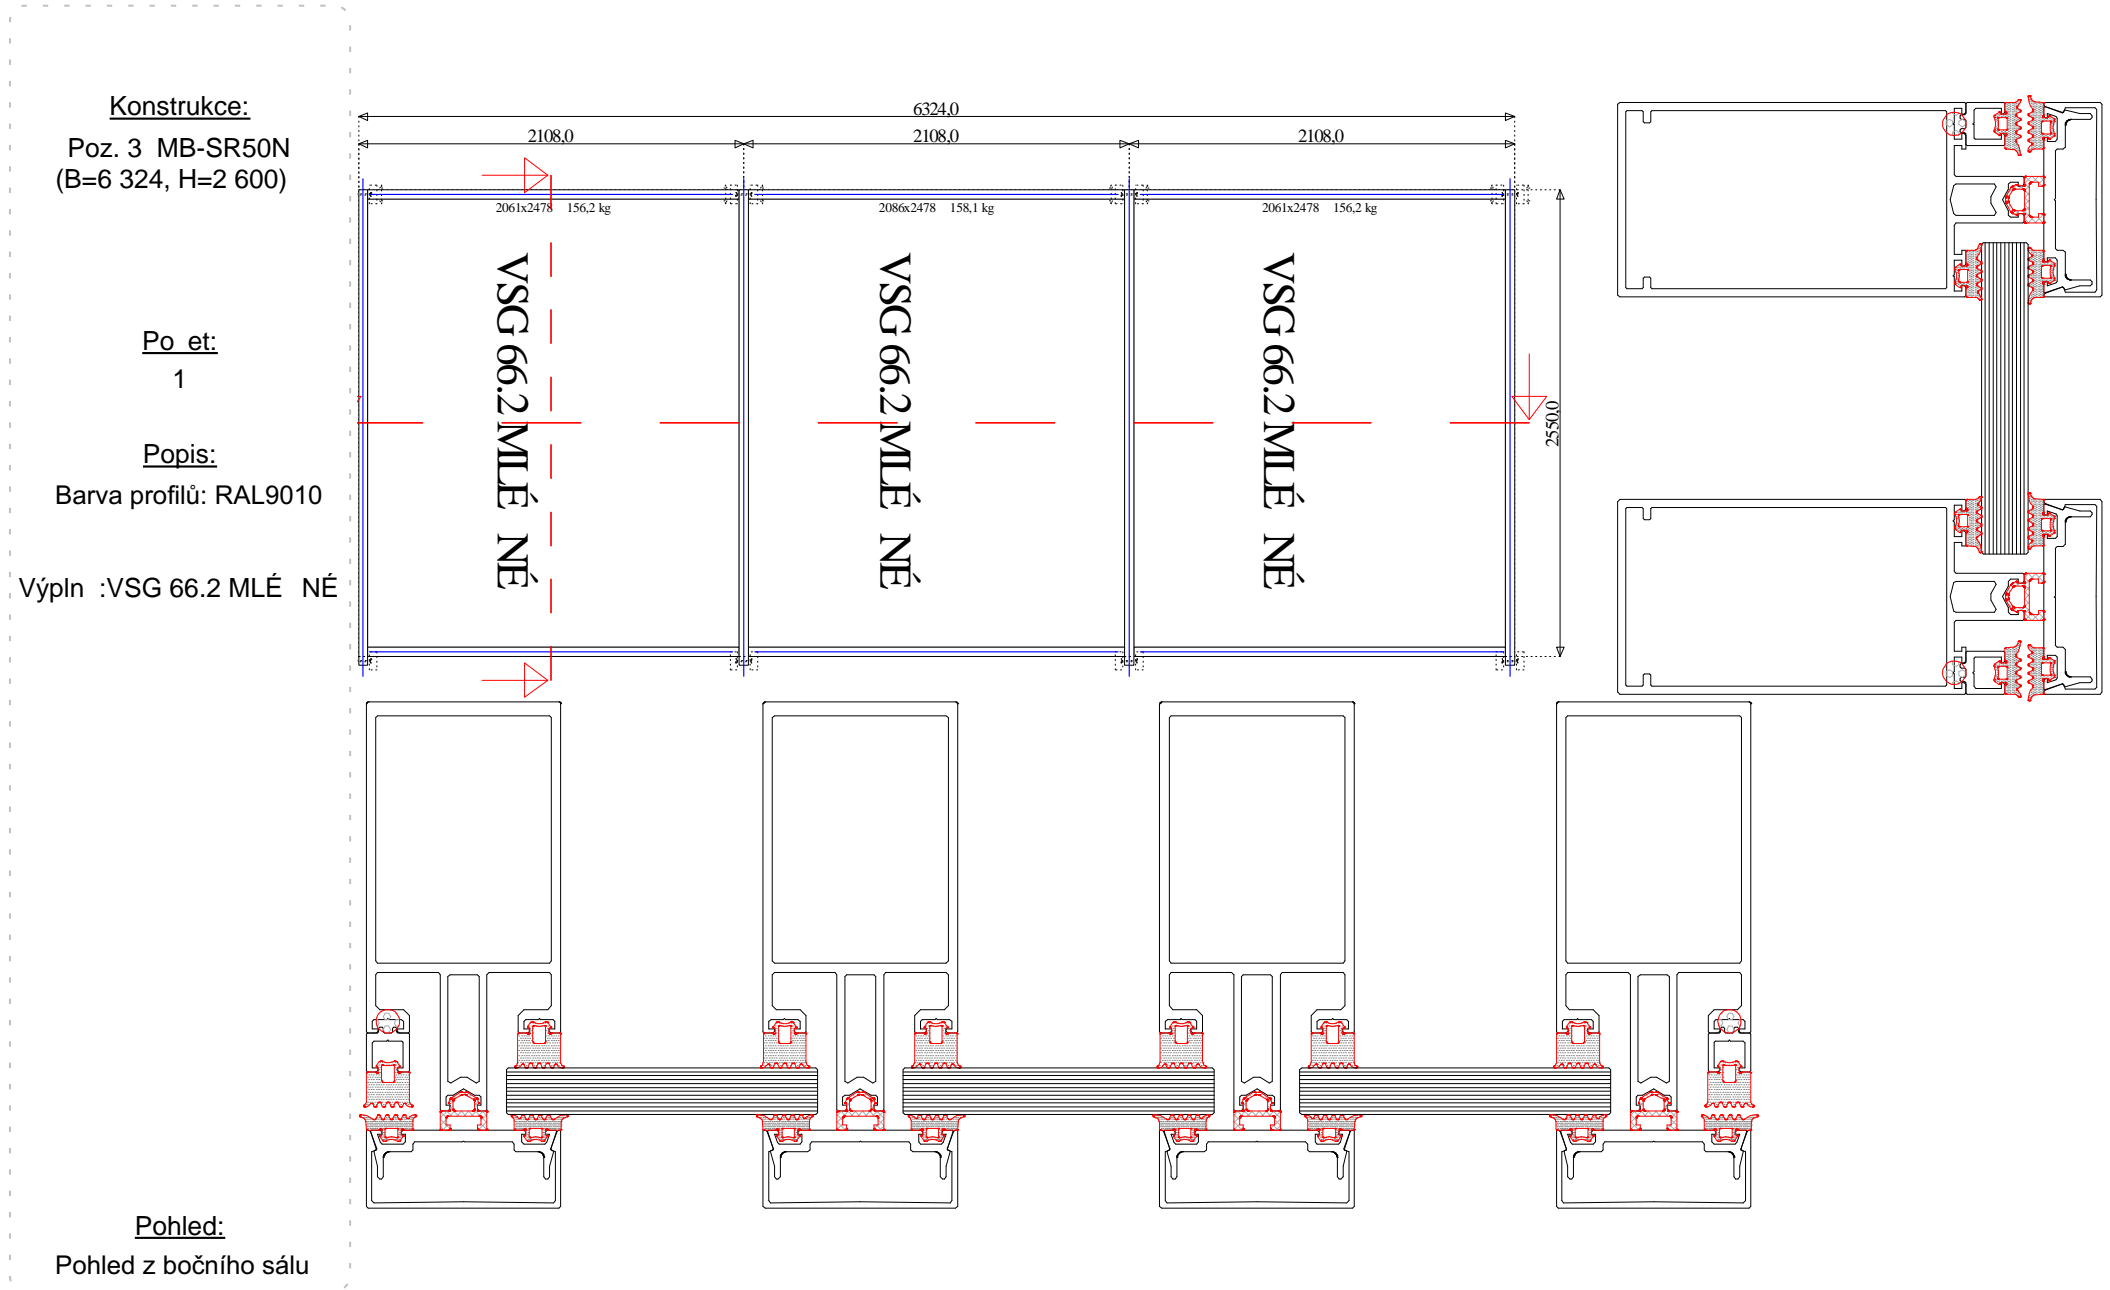 Konstrukce:
Poz. 3 MB-SR50N
(B=6 324, H=2 600)
Po et:
1
Popis:
Barva profilů: RAL9010
Výpln :VSG 66.2 MLÉ NÉ
Pohled:
Pohled z bočního sálu
6324,0
2108,0
2108,0
2108,0
2061x2478 156,2 kg
2086x2478 158,1 kg
2061x2478 156,2 kg
VSG 66.2 MLÉ NÉ
VSG 66.2 MLÉ NÉ
VSG 66.2 MLÉ NÉ
2550,0